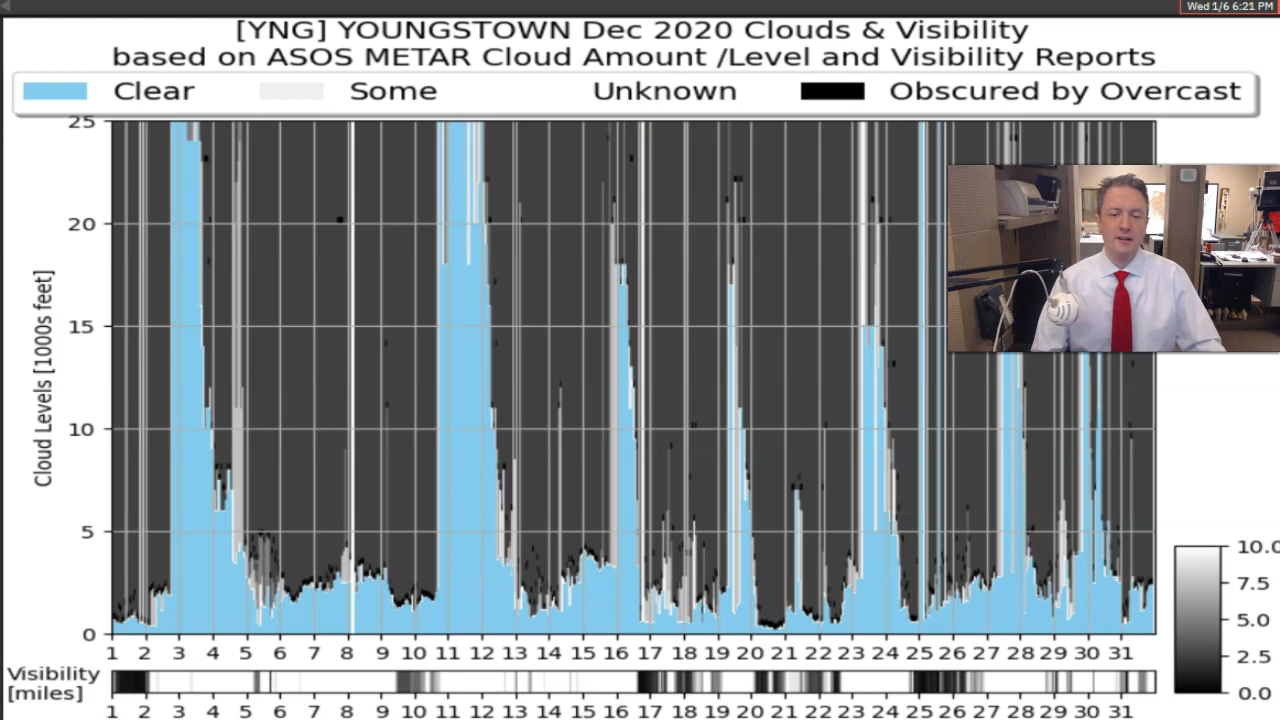 Wed 1/6 6:21 PM
[YNG] YOUNGSTOWN Dec 2020 Clouds & Visibility
based on ASOS METAR Cloud Amount /Level and Visibility Reports
Clear Some Unknown Obscured by Overcast
25
20
15
10
5
0
Cloud Levels [1000s feet]
1 2 3 4 5 6 7 8 9 10 11 12 13 14 15 16 17 18 19 20 21 22 23 24 25 26 27 28 29 30 31
10.0
7.5
5.0
2.5
0.0
Visibility
[miles]
1 2 3 4 5 6 7 8 9 10 11 12 13 14 15 16 17 18 19 20 21 22 23 24 25 26 27 28 29 30 31